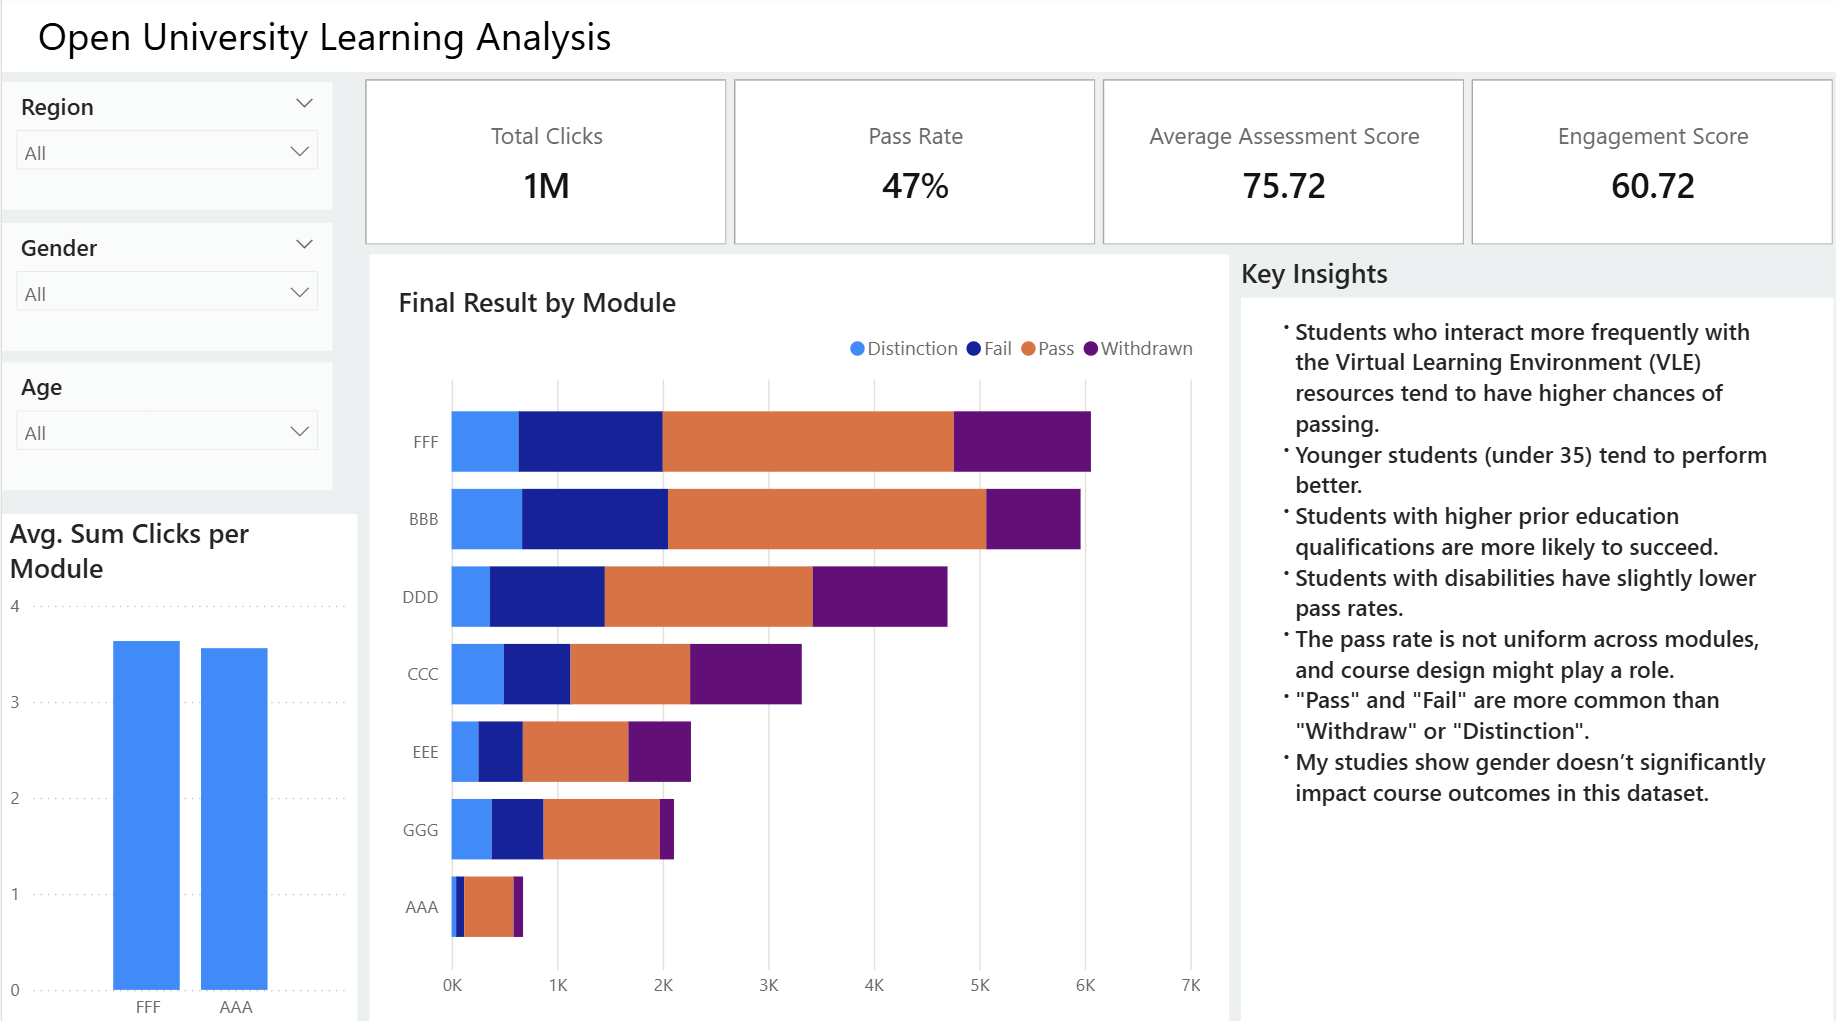 Open University Learning Analysis
Region
All
Gender
All
Age
All
Total Clicks
1M
Pass Rate
47%
Average Assessment Score
75.72
Engagement Score
60.72
Avg. Sum Clicks per
Module
4
3
2
1
0
FFF
AAA
Final Result by Module
Distinction Fail Pass Withdrawn
FFF
BBB
DDD
CCC
EEE
GGG
AAA
0K 1K 2K 3K 4K 5K 6K 7K
Key Insights
• Students who interact more frequently with
the Virtual Learning Environment (VLE)
resources tend to have higher chances of
passing.
• Younger students (under 35) tend to perform
better.
• Students with higher prior education
qualifications are more likely to succeed.
• Students with disabilities have slightly lower
pass rates.
• The pass rate is not uniform across modules,
and course design might play a role.
• "Pass" and "Fail" are more common than
"Withdraw" or "Distinction".
• My studies show gender doesn’t significantly
impact course outcomes in this dataset.